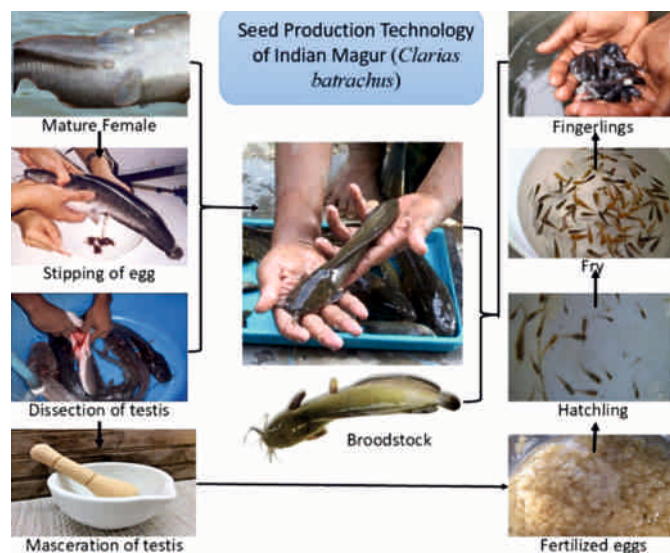 Seed Production Technology
of Indian Magur (Clarias
batrachus)
Mature Female
Stipping of egg
Dissection of testis
Masceration of testis
Broodstock
Fingerlings
Fry
Hatchling
Fertilized eggs